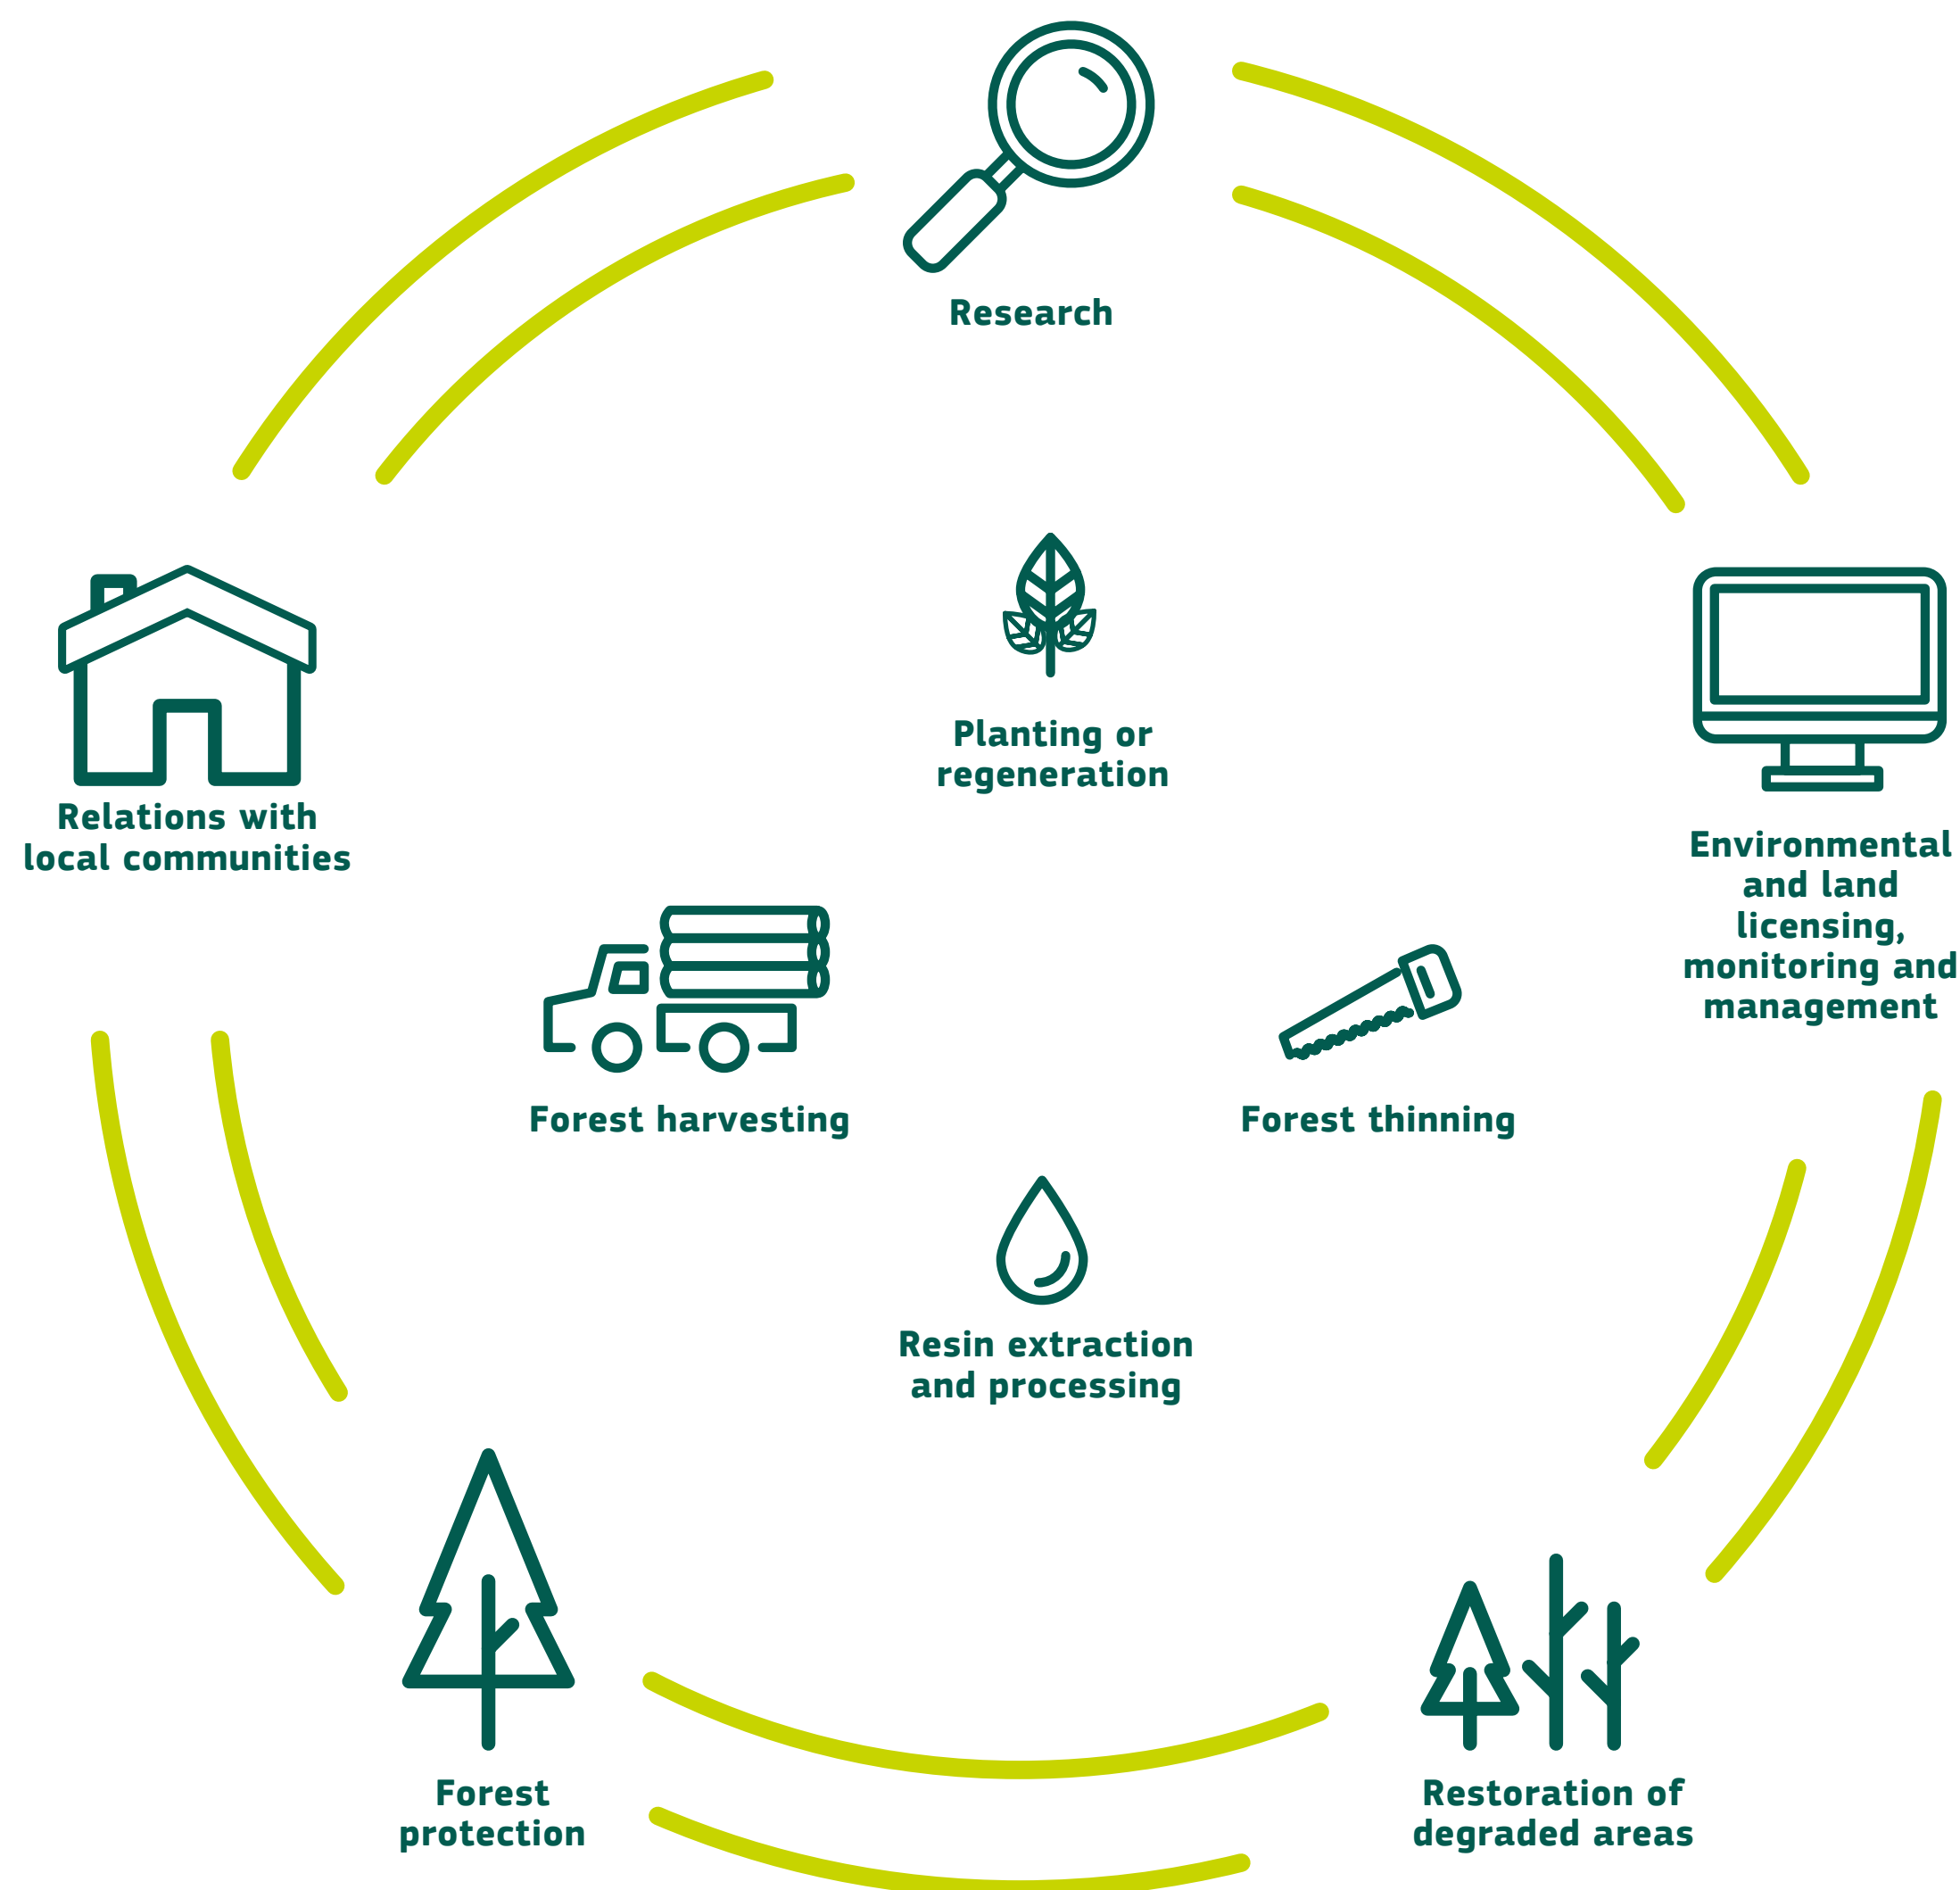 Research
Planting or
regeneration
Relations with
local communities
Environmental
and land
licensing,
monitoring and
management
Forest harvesting
Forest thinning
Resin extraction
and processing
Forest
protection
Restoration of
degraded areas